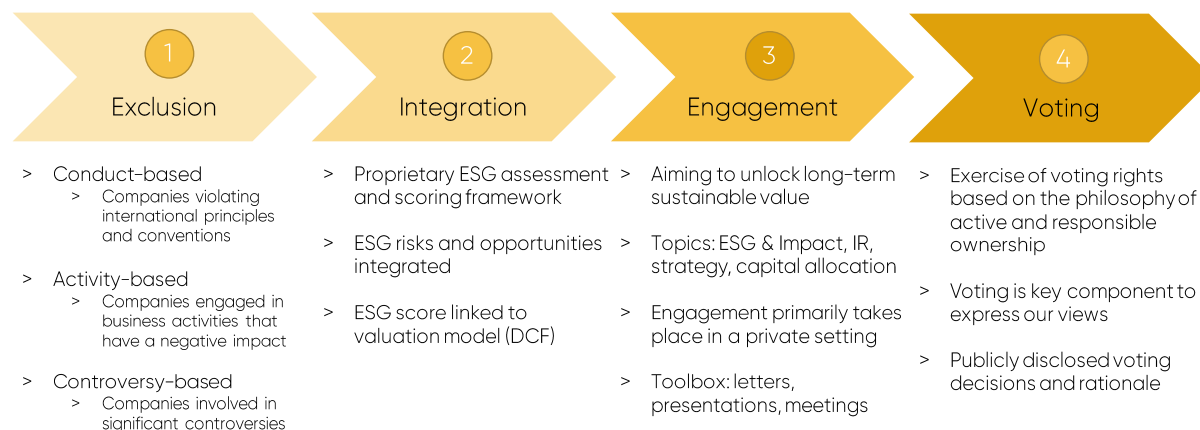 1
Exclusion
> Conduct-based
> Companies violating
international principles
and conventions
> Activity-based
> Companies engaged in
business activities that
have a negative impact
> Controversy-based
> Companies involved in
significant controversies
2
Integration
> Proprietary ESG assessment
and scoring framework
> ESG risks and opportunities
integrated
> ESG score linked to
valuation model (DCF)
3
Engagement
> Aiming to unlock long-term
sustainable value
> Topics: ESG & Impact, IR,
strategy, capital allocation
> Engagement primarily takes
place in a private setting
> Toolbox: letters,
presentations, meetings
4
Voting
> Exercise of voting rights
based on the philosophy of
active and responsible
ownership
> Voting is key component to
express our views
> Publicly disclosed voting
decisions and rationale